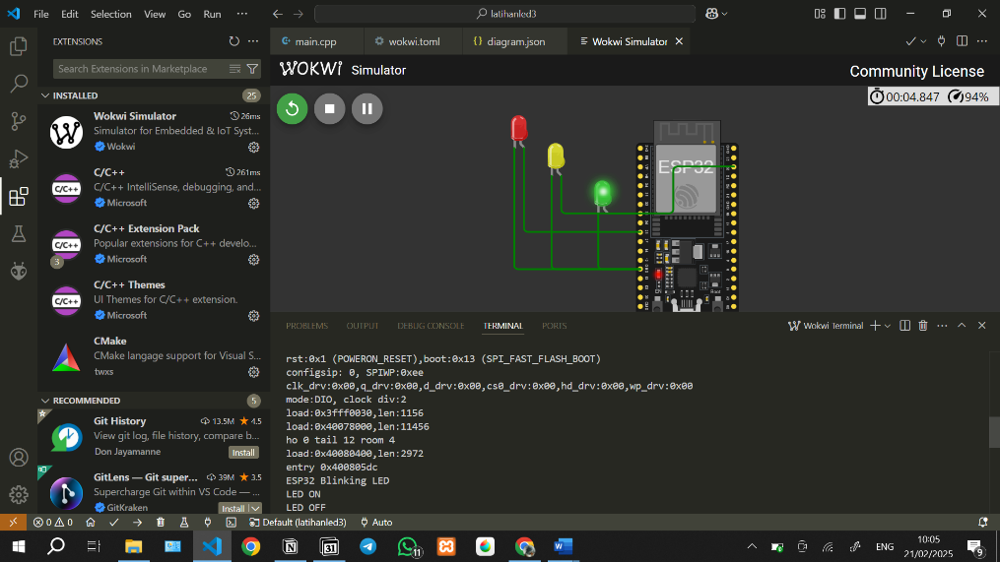 File Edit Selection View Go Run ··· latihanled3
EXTENSIONS
Search Extensions in Marketplace
INSTALLED 25
Wokwi Simulator 26ms
Simulator for Embedded & IoT Syst...
Wokwi
C/C++ 261ms
C/C++ IntelliSense, debugging, and...
Microsoft
C/C++ Extension Pack
Popular extensions for C++ develo...
Microsoft
3
C/C++ Themes
UI Themes for C/C++ extension.
Microsoft
CMake
CMake langage support for Visual S...
twxs
RECOMMENDED 5
Git History 13.5M 4.5
View git log, file history, compare b...
Don Jayamanne Install
GitLens — Git super... 39M 3.5
Supercharge Git within VS Code — ...
GitKraken Install
main.cpp wokwi.toml diagram.json Wokwi Simulator
WOKWI Simulator Community License
00:04.847 94%
ESP32
EN Boot
PROBLEMS OUTPUT DEBUG CONSOLE TERMINAL PORTS Wokwi Terminal
rst:0x1 (POWERON_RESET),boot:0x13 (SPI_FAST_FLASH_BOOT)
configsip: 0, SPIWP:0xee
clk_drv:0x00,q_drv:0x00,d_drv:0x00,cs0_drv:0x00,hd_drv:0x00,wp_drv:0x00
mode:DIO, clock div:2
load:0x3fff0030,len:1156
load:0x40078000,len:11456
ho 0 tail 12 room 4
load:0x40080400,len:2972
entry 0x400805dc
ESP32 Blinking LED
LED ON
LED OFF
0 0 Default (latihanled3) Auto
31 11 ENG 10:05
21/02/2025 9